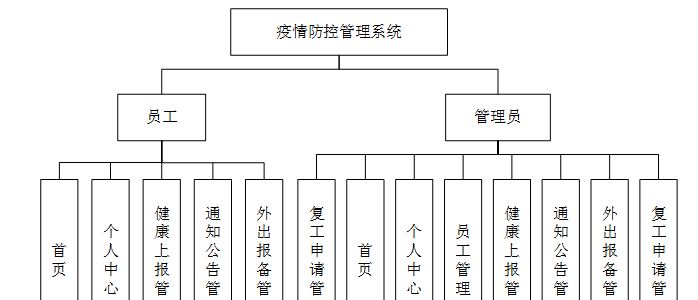 疫情防控管理系统
员工
管理员
首页
个人中心
健康上报管
通知公告管
外出报备管
复工申请管
首页
个人中心
员工管理
健康上报管
通知公告管
外出报备管
复工申请管